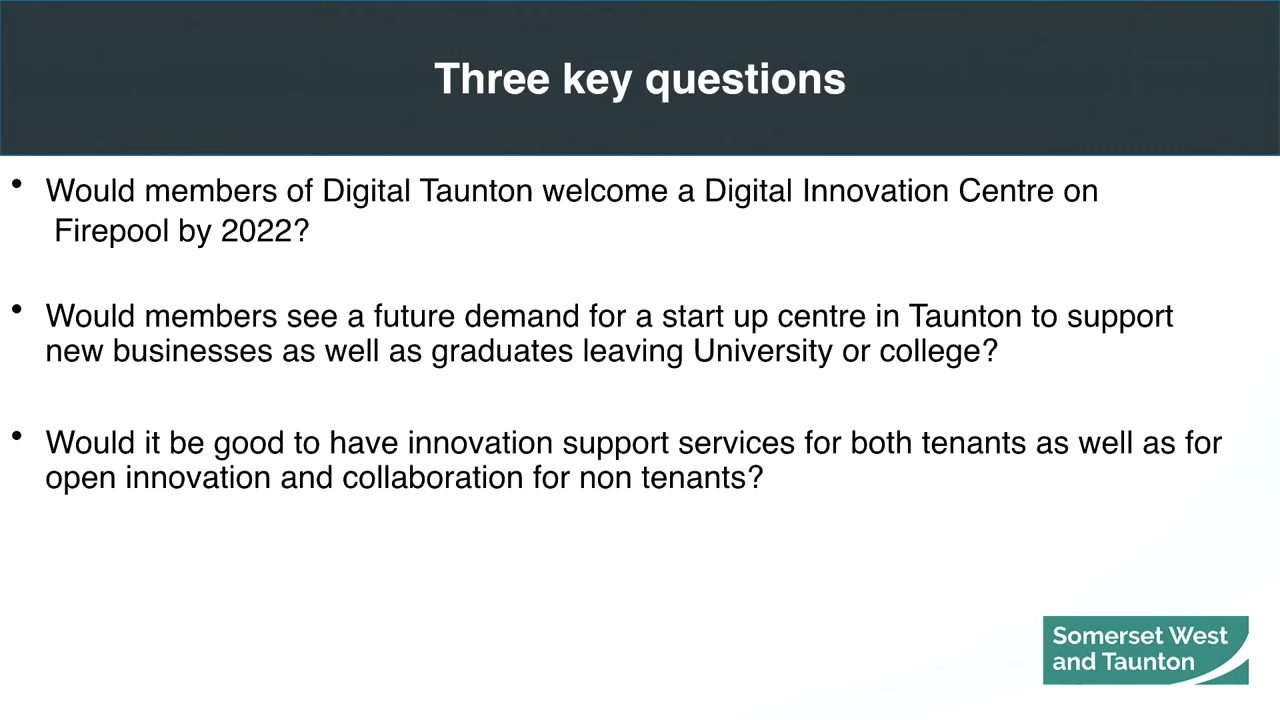 Three key questions
• Would members of Digital Taunton welcome a Digital Innovation Centre on
Firepool by 2022?
• Would members see a future demand for a start up centre in Taunton to support
new businesses as well as graduates leaving University or college?
• Would it be good to have innovation support services for both tenants as well as for
open innovation and collaboration for non tenants?
Somerset West
and Taunton